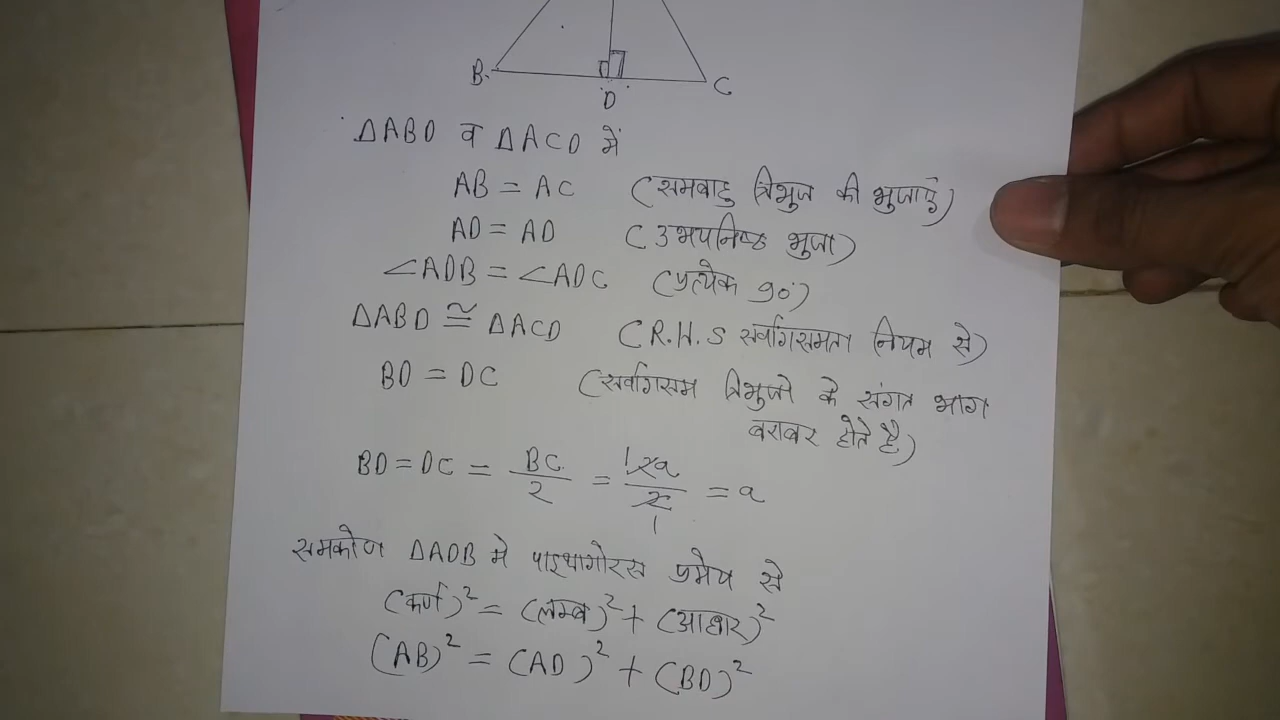 B
C
D
ΔABD व ΔACD में
AB = AC (समबाहु त्रिभुज की भुजाएं)
AD = AD (उभयनिष्ठ भुजा)
∠ADB = ∠ADC (प्रत्येक 90°)
ΔABD ≅ ΔACD (R.H.S सर्वागसमता नियम से)
BD = DC (सर्वागसम त्रिभुजो के संगत भाग
बराबर होते है)
BD = DC = BC/2 = 2a/2 = a
समकोण ΔADB मे पाइथागोरस प्रमेय से
(कर्ण)² = (लम्ब)² + (आधार)²
(AB)² = (AD)² + (BD)²